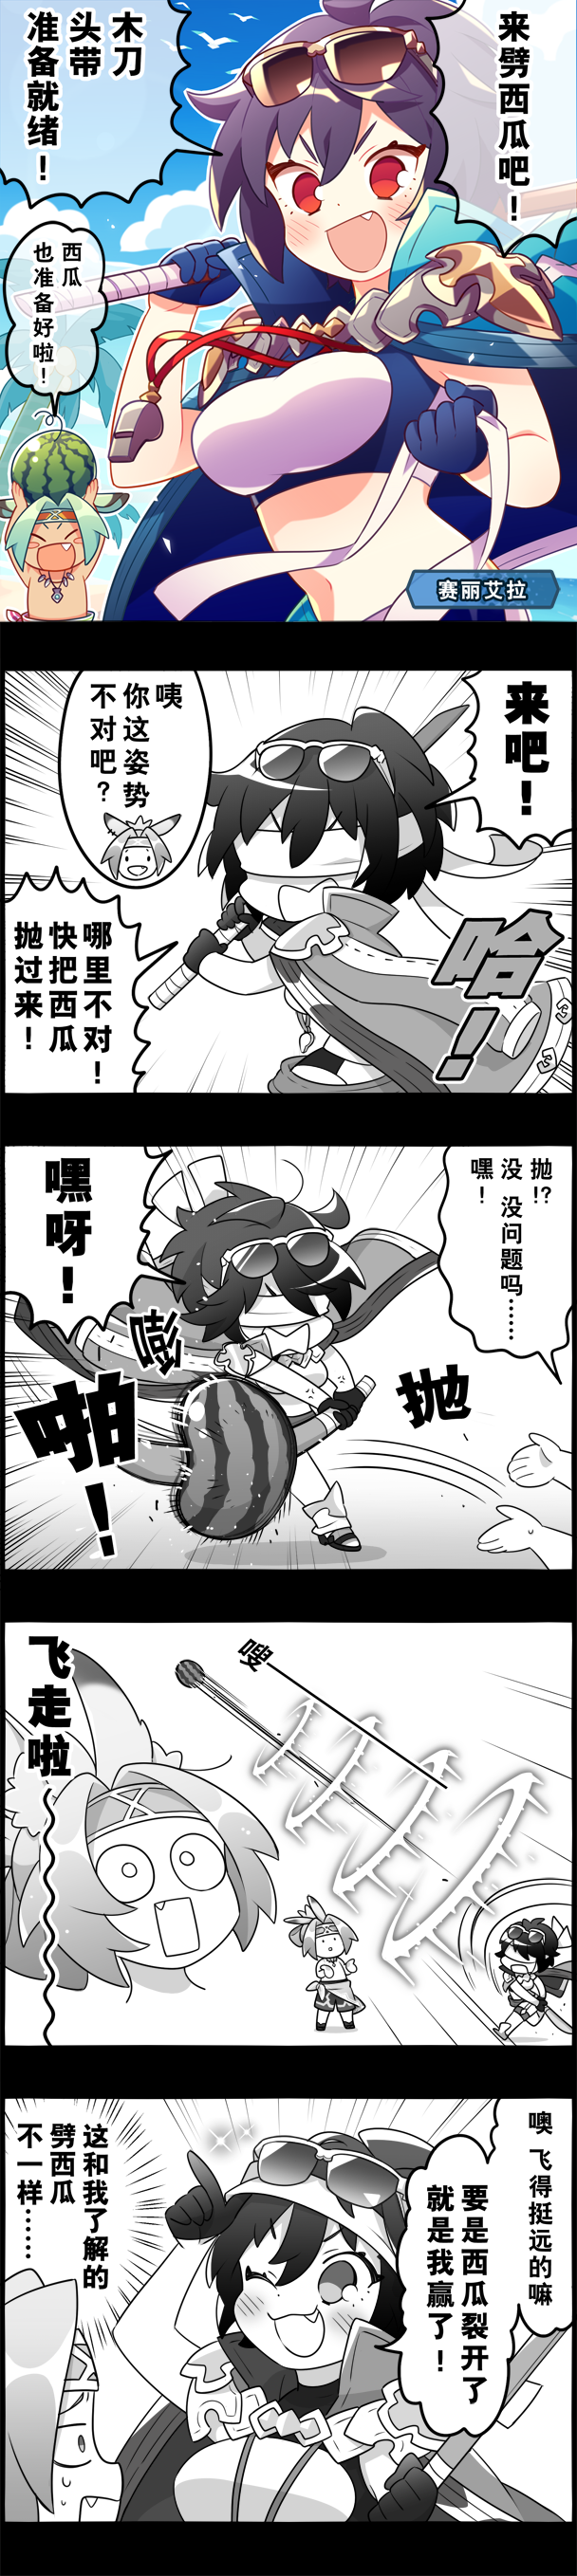 来劈西瓜吧！
木刀
头带
准备就绪！
西瓜
也准备好啦！
赛丽艾拉
来吧！
咦
你这姿势
不对吧？
哈！
哪里不对！
快把西瓜
抛过来！
抛!?
没 没问题吗……
嘿！
嘿呀！
抛
嘭
啪！
嗖
飞走啦
噢 飞得挺远的嘛
要是西瓜裂开了
就是我赢了！
这和我了解的
劈西瓜
不一样……